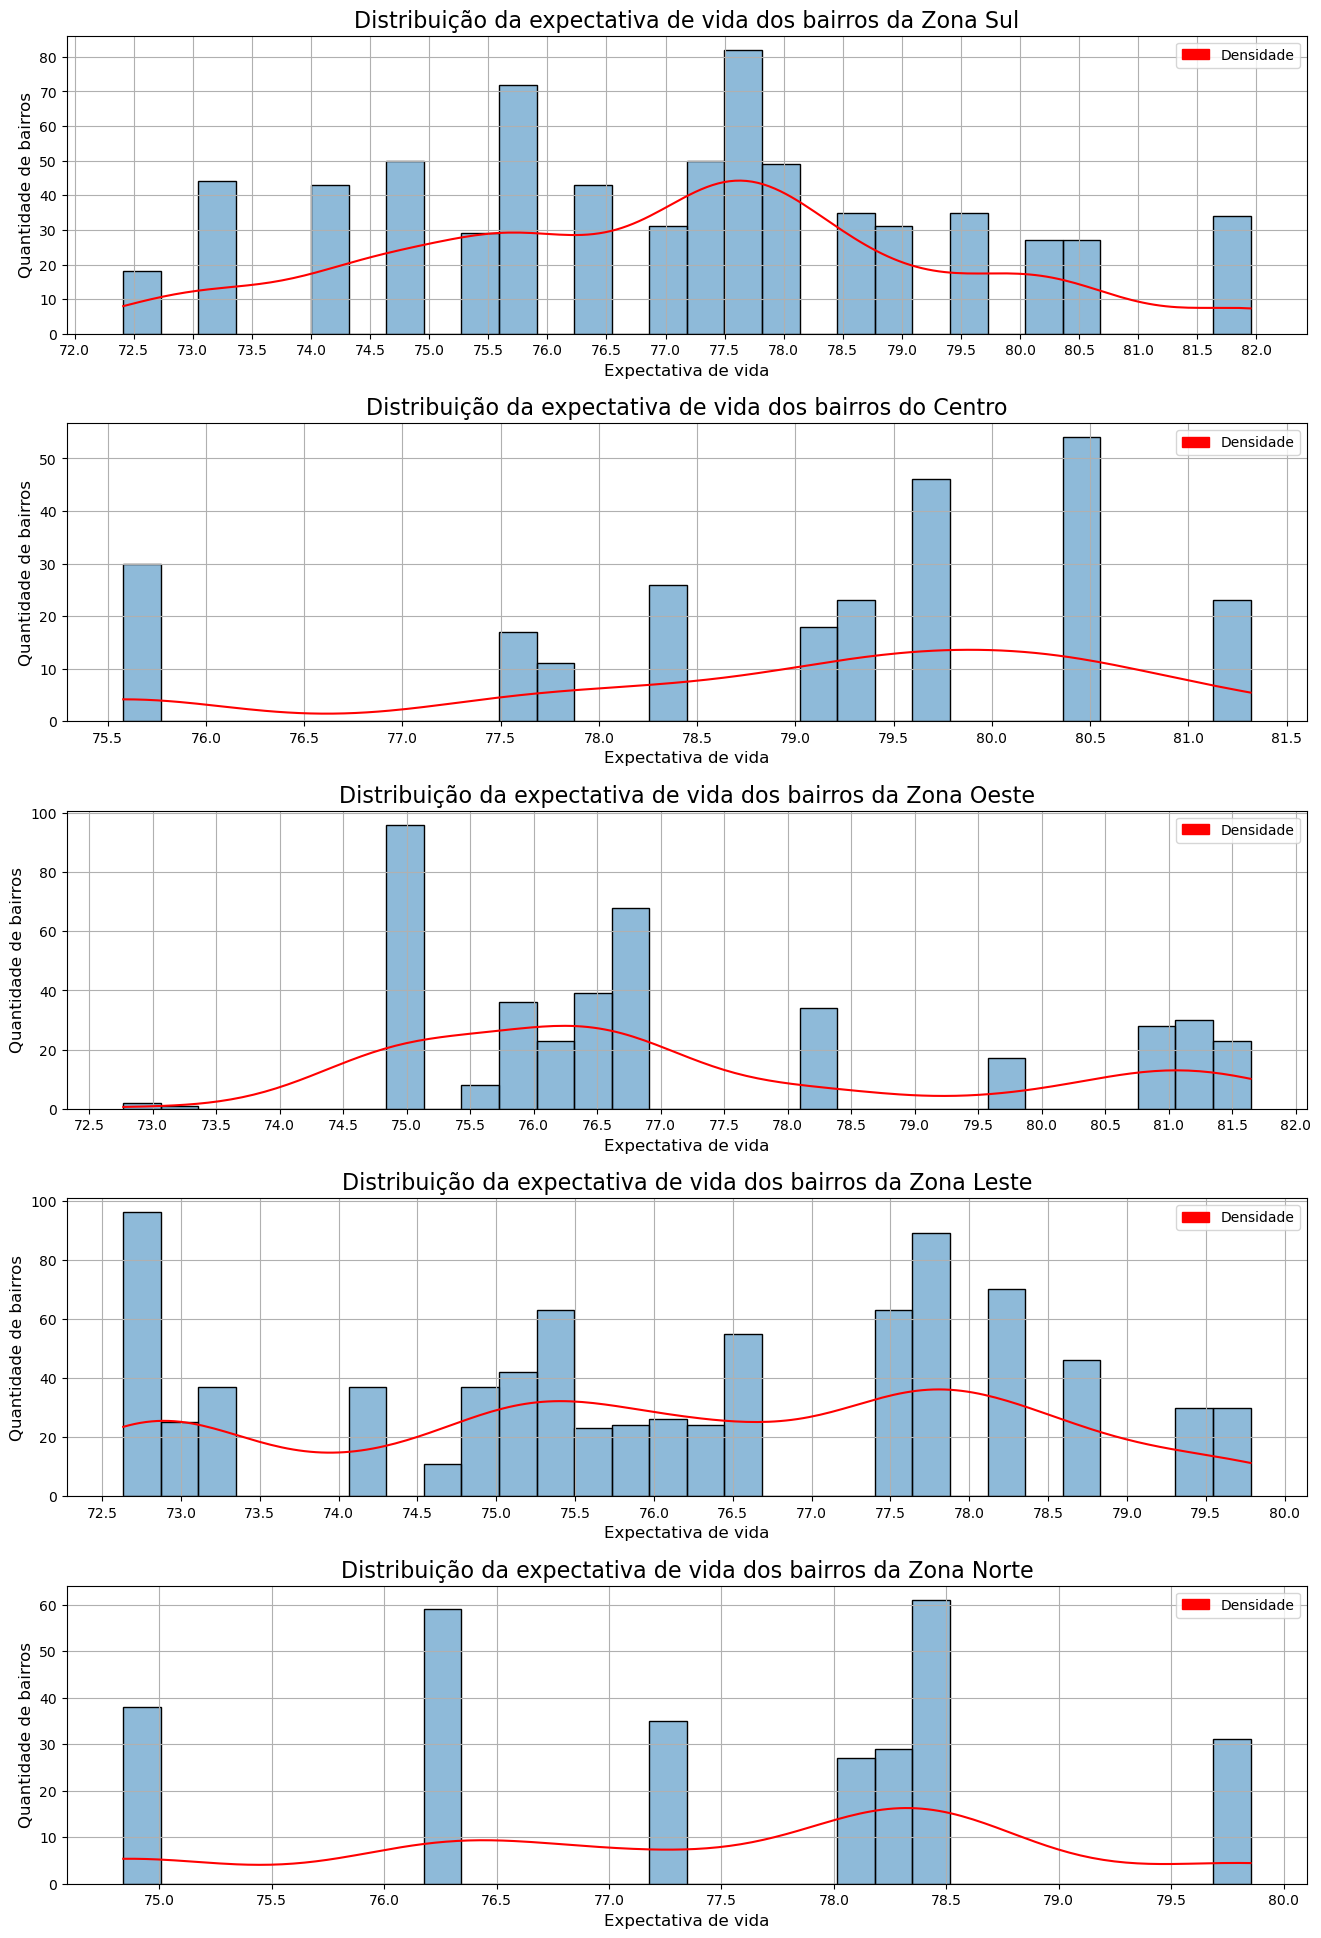 Distribuição da expectativa de vida dos bairros da Zona Sul
Densidade
Quantidade de bairros
80
70
60
50
40
30
20
10
0
72.0 72.5 73.0 73.5 74.0 74.5 75.0 75.5 76.0 76.5 77.0 77.5 78.0 78.5 79.0 79.5 80.0 80.5 81.0 81.5 82.0
Expectativa de vida
Distribuição da expectativa de vida dos bairros do Centro
Densidade
Quantidade de bairros
50
40
30
20
10
0
75.5 76.0 76.5 77.0 77.5 78.0 78.5 79.0 79.5 80.0 80.5 81.0 81.5
Expectativa de vida
Distribuição da expectativa de vida dos bairros da Zona Oeste
Densidade
Quantidade de bairros
100
80
60
40
20
0
72.5 73.0 73.5 74.0 74.5 75.0 75.5 76.0 76.5 77.0 77.5 78.0 78.5 79.0 79.5 80.0 80.5 81.0 81.5 82.0
Expectativa de vida
Distribuição da expectativa de vida dos bairros da Zona Leste
Densidade
Quantidade de bairros
100
80
60
40
20
0
72.5 73.0 73.5 74.0 74.5 75.0 75.5 76.0 76.5 77.0 77.5 78.0 78.5 79.0 79.5 80.0
Expectativa de vida
Distribuição da expectativa de vida dos bairros da Zona Norte
Densidade
Quantidade de bairros
60
50
40
30
20
10
0
75.0 75.5 76.0 76.5 77.0 77.5 78.0 78.5 79.0 79.5 80.0
Expectativa de vida